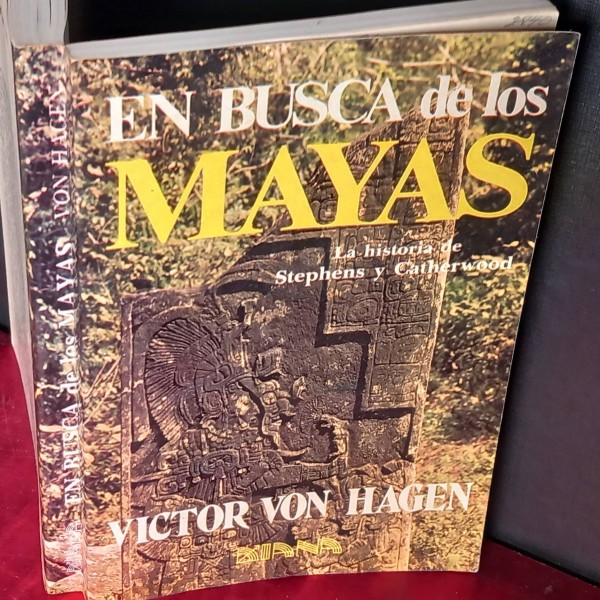 EN BUSCA de los
MAYAS
La historia de
Stephens y Catherwood
VICTOR VON HAGEN
DIANA
EN BUSCA de los MAYAS VON HAGEN